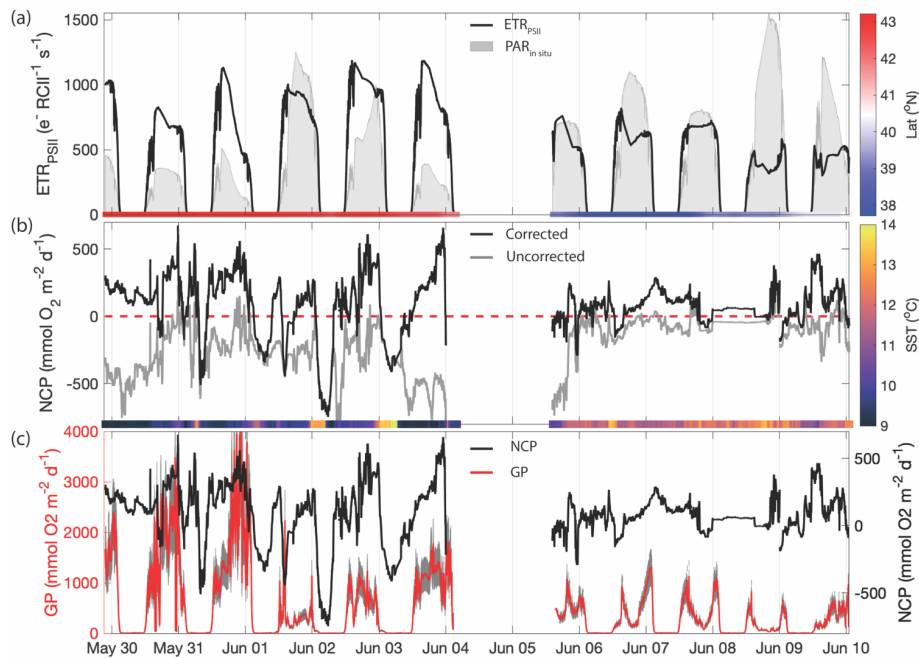 (a)
1500
1000
500
0
ETR_PSII (e⁻ RCII⁻¹ s⁻¹)
ETR_PSII
PAR_in situ
43
42
41
40
39
38
Lat (°N)
(b)
500
0
-500
NCP (mmol O₂ m⁻² d⁻¹)
Corrected
Uncorrected
14
13
12
11
10
9
SST (°C)
(c)
4000
3000
2000
1000
0
GP (mmol O2 m⁻² d⁻¹)
NCP
GP
500
0
-500
NCP (mmol O2 m⁻² d⁻¹)
May 30 May 31 Jun 01 Jun 02 Jun 03 Jun 04 Jun 05 Jun 06 Jun 07 Jun 08 Jun 09 Jun 10